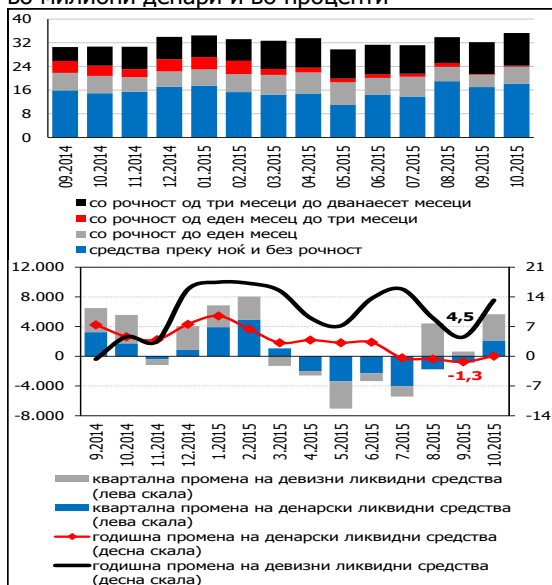 во милиони денари и во проценти
40
32
24
16
8
0
09.2014 10.2014 11.2014 12.2014 01.2015 02.2015 03.2015 04.2015 05.2015 06.2015 07.2015 08.2015 09.2015 10.2015
со рочност од три месеци до дванаесет месеци
со рочност од еден месец до три месеци
со рочност до еден месец
средства преку ноќ и без рочност
12.000 21
8.000 14
4.000 7
0 0
-4.000 -7
-8.000 -14
4,5
-1,3
9.2014 10.2014 11.2014 12.2014 1.2015 2.2015 3.2015 4.2015 5.2015 6.2015 7.2015 8.2015 9.2015 10.2015
квартална промена на девизни ликвидни средства
(лева скала)
квартална промена на денарски ликвидни средства
(лева скала)
годишна промена на денарски ликвидни средства
(десна скала)
годишна промена на девизни ликвидни средства
(десна скала)